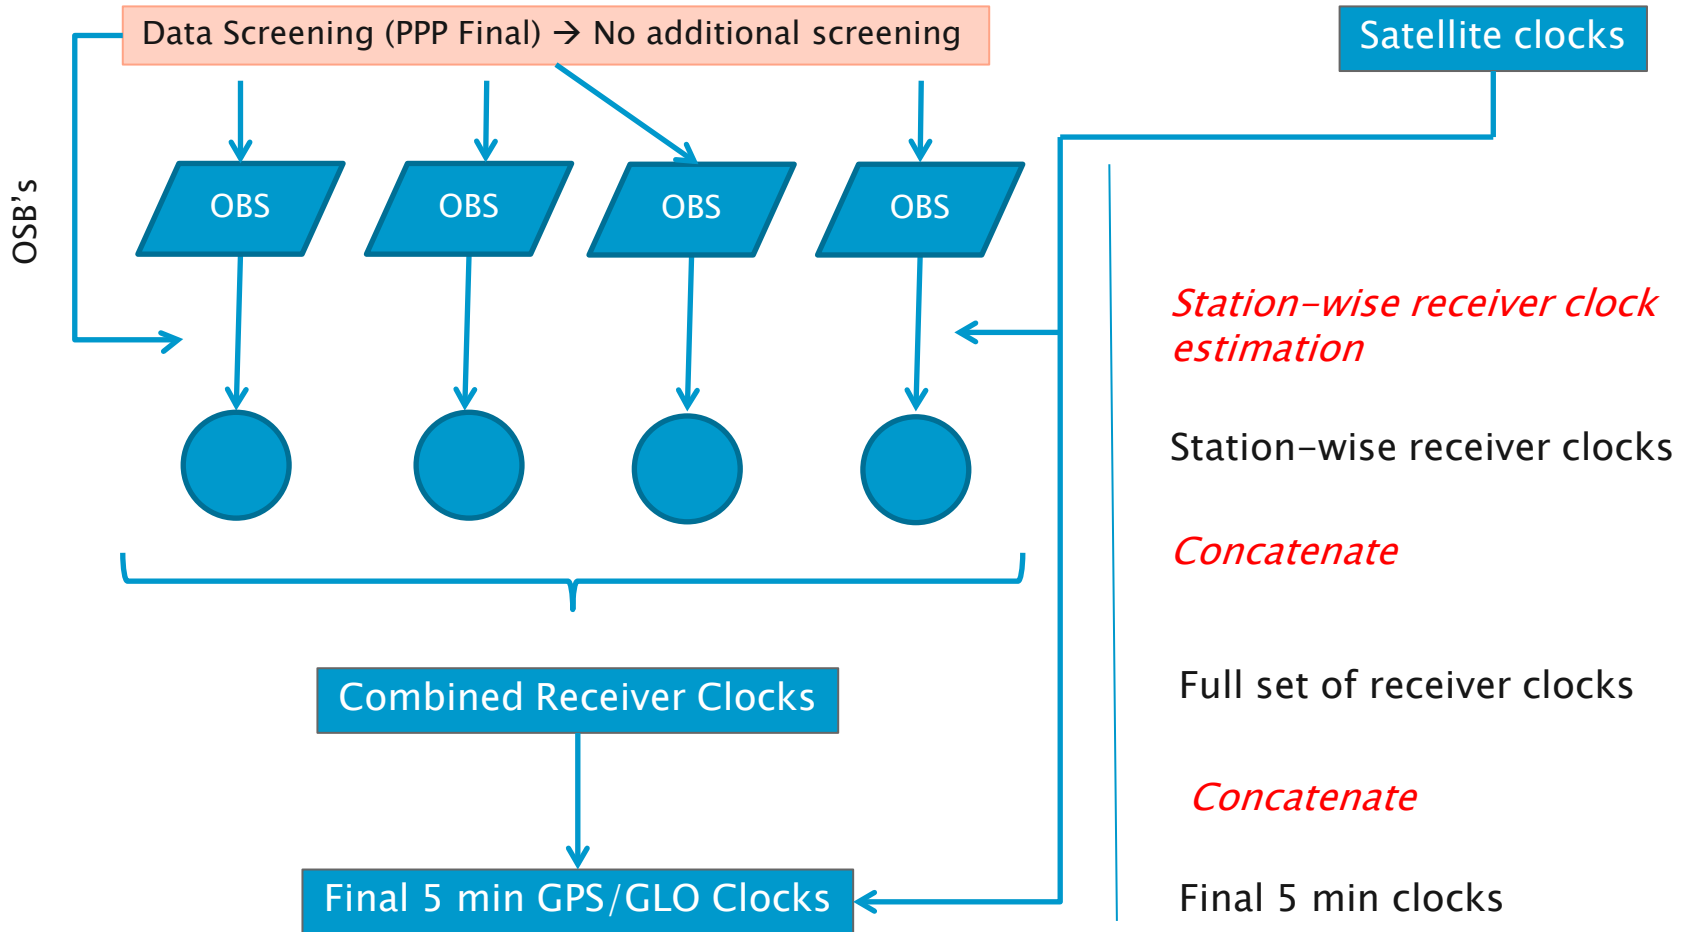 Data Screening (PPP Final) → No additional screening
Satellite clocks
OSB's
OBS
OBS
OBS
OBS
Station-wise receiver clock
estimation
Station-wise receiver clocks
Concatenate
Combined Receiver Clocks
Full set of receiver clocks
Concatenate
Final 5 min GPS/GLO Clocks
Final 5 min clocks